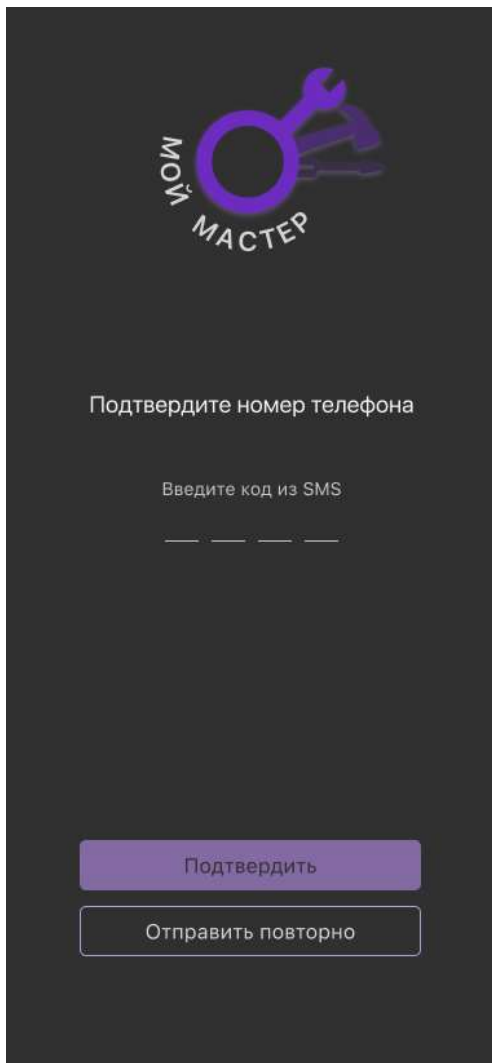 МОЙ МАСТЕР
Подтвердите номер телефона
Введите код из SMS
Подтвердить
Отправить повторно